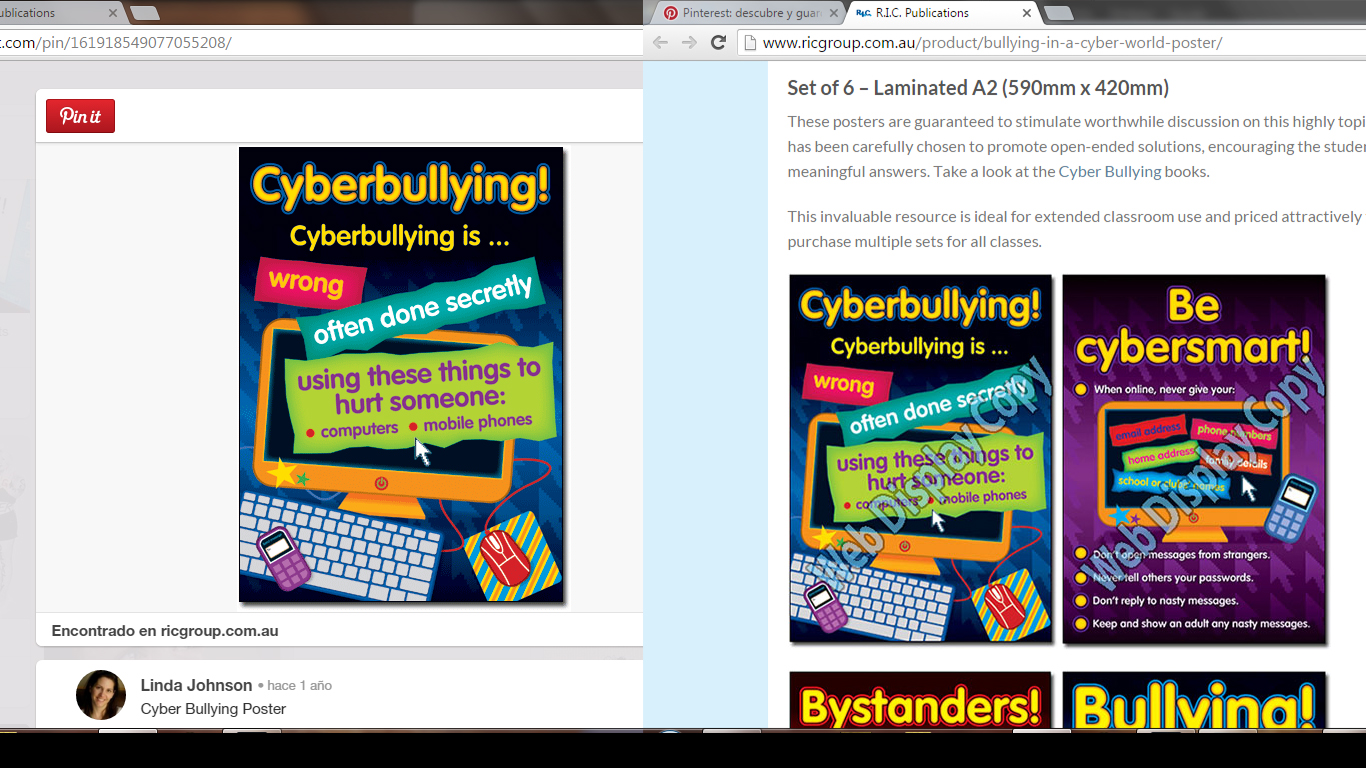 ublications
t.com/pin/161918549077055208/
Pin it
Cyberbullying!
Cyberbullying is ...
wrong
often done secretly
using these things to
hurt someone:
• computers • mobile phones
Encontrado en ricgroup.com.au
Linda Johnson • hace 1 año
Cyber Bullying Poster
Pinterest: descubre y guar
R.I.C. R.I.C. Publications
www.ricgroup.com.au/product/bullying-in-a-cyber-world-poster/
Set of 6 – Laminated A2 (590mm x 420mm)
These posters are guaranteed to stimulate worthwhile discussion on this highly topi
has been carefully chosen to promote open-ended solutions, encouraging the studen
meaningful answers. Take a look at the Cyber Bullying books.
This invaluable resource is ideal for extended classroom use and priced attractively
purchase multiple sets for all classes.
Cyberbullying!
Cyberbullying is ...
wrong
often done secretly
using these things to
hurt someone:
• computers • mobile phones
Web Display Copy
Be
cybersmart!
When online, never give your:
email address
phone numbers
home address
family details
school or clubs' names
Don't open messages from strangers.
Never tell others your passwords.
Don't reply to nasty messages.
Keep and show an adult any nasty messages.
Web Display Copy
Bystanders!
Bullying!